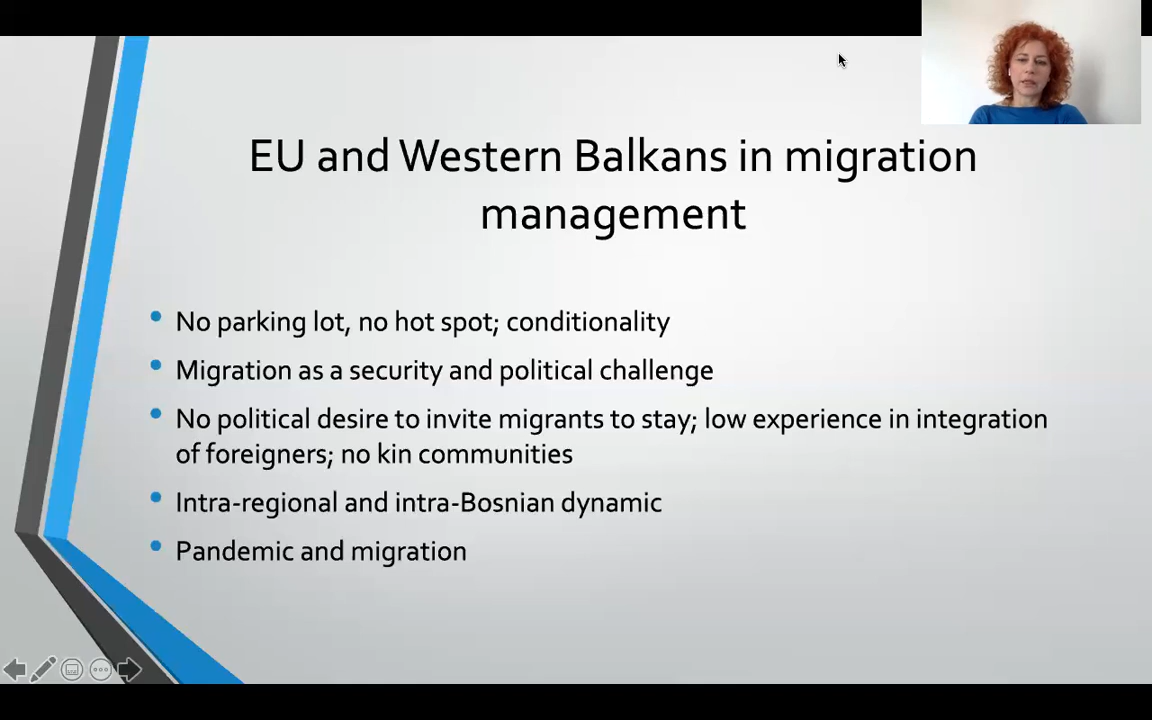 EU and Western Balkans in migration
management
No parking lot, no hot spot; conditionality
Migration as a security and political challenge
No political desire to invite migrants to stay; low experience in integration
of foreigners; no kin communities
Intra-regional and intra-Bosnian dynamic
Pandemic and migration